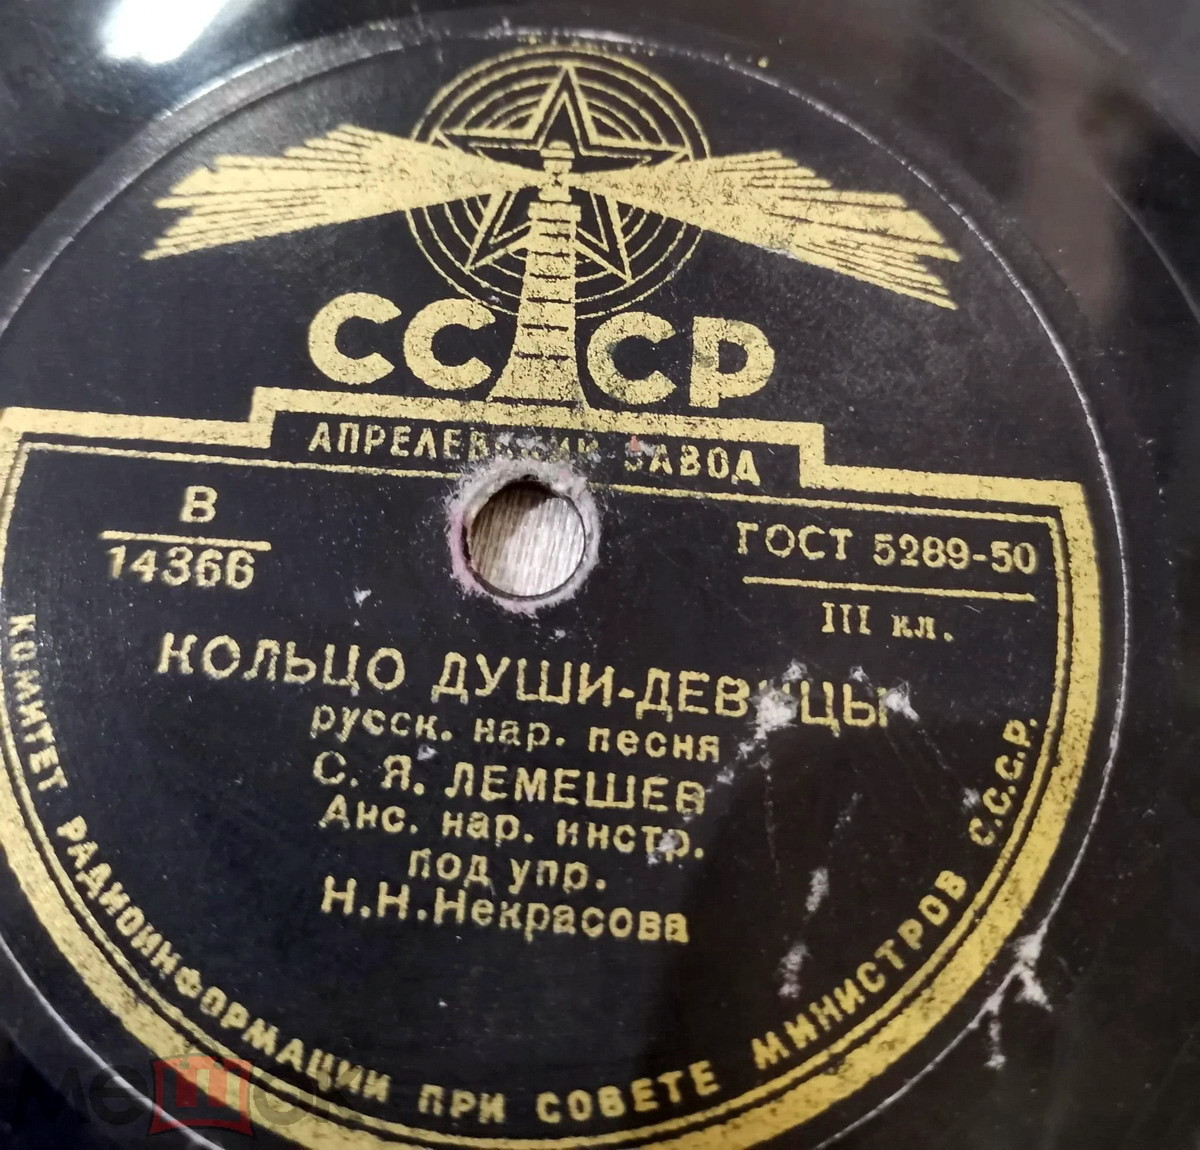 СССР
АПРЕЛЕВСКИЙ ЗАВОД
В
14366
ГОСТ 5289-50
III кл.
КОЛЬЦО ДУШИ-ДЕВИЦЫ
русск. нар. песня
С. Я. ЛЕМЕШЕВ
Анс. нар. инстр.
под упр.
Н.Н.Некрасова
КОМИТЕТ РАДИОИНФОРМАЦИИ ПРИ СОВЕТЕ МИНИСТРОВ С.С.С.Р.
мешок